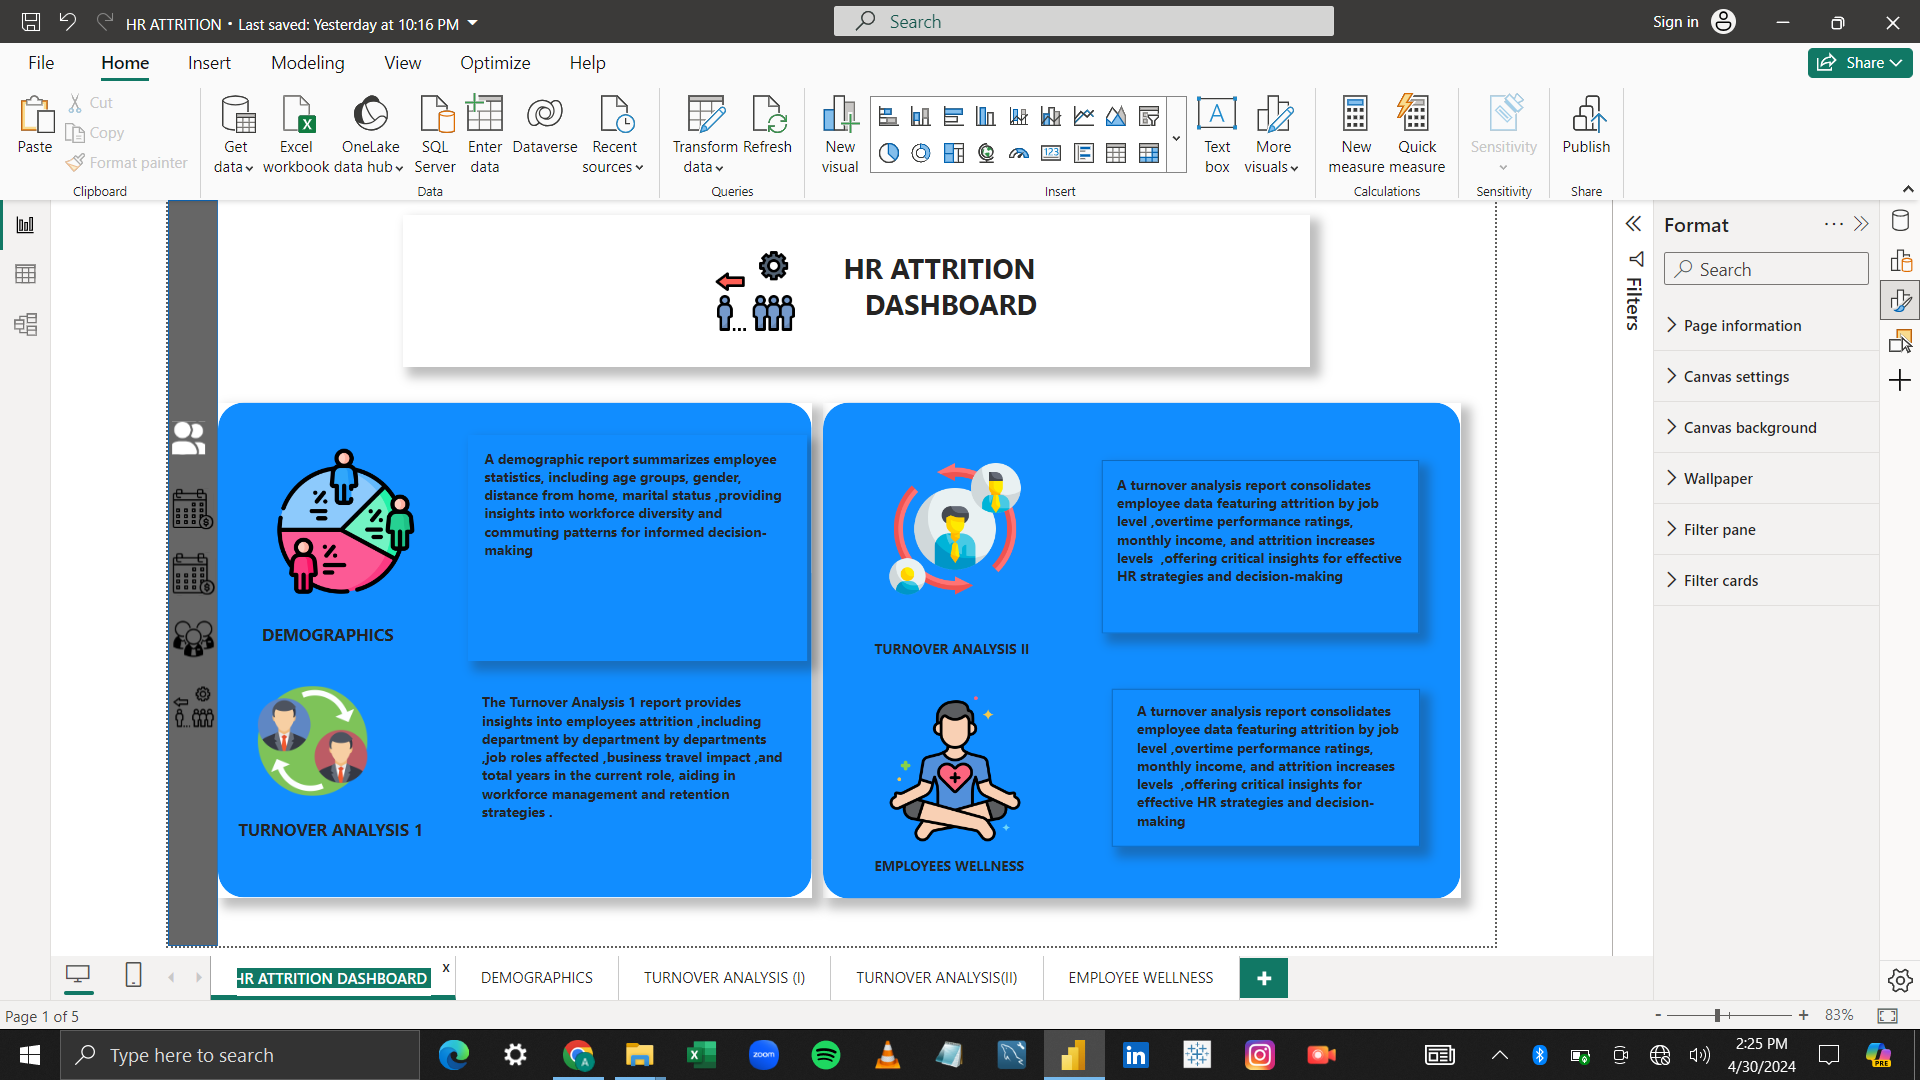 HR ATTRITION • Last saved: Yesterday at 10:16 PM
Search
Sign in
File
Home
Insert
Modeling
View
Optimize
Help
Share
Paste
Cut
Copy
Format painter
Clipboard
Get data
Excel workbook
OneLake data hub
SQL Server
Enter data
Dataverse
Recent sources
Data
Transform data
Refresh
Queries
New visual
123
A
Text box
More visuals
Insert
New measure
Quick measure
Calculations
Sensitivity
Sensitivity
Publish
Share
HR ATTRITION
DASHBOARD
A demographic report summarizes employee
statistics, including age groups, gender,
distance from home, marital status ,providing
insights into workforce diversity and
commuting patterns for informed decision-
making
DEMOGRAPHICS
The Turnover Analysis 1 report provides
insights into employees attrition ,including
department by department by departments
,job roles affected ,business travel impact ,and
total years in the current role, aiding in
workforce management and retention
strategies .
TURNOVER ANALYSIS 1
A turnover analysis report consolidates
employee data featuring attrition by job
level ,overtime performance ratings,
monthly income, and attrition increases
levels  ,offering critical insights for effective
HR strategies and decision-making
TURNOVER ANALYSIS II
A turnover analysis report consolidates
employee data featuring attrition by job
level ,overtime performance ratings,
monthly income, and attrition increases
levels  ,offering critical insights for
effective HR strategies and decision-
making
EMPLOYEES WELLNESS
Filters
Format
Search
Page information
Canvas settings
Canvas background
Wallpaper
Filter pane
Filter cards
HR ATTRITION DASHBOARD
x
DEMOGRAPHICS
TURNOVER ANALYSIS (I)
TURNOVER ANALYSIS(II)
EMPLOYEE WELLNESS
+
Page 1 of 5
- + 83%
Type here to search
zoom
in
2:25 PM
4/30/2024
PRE